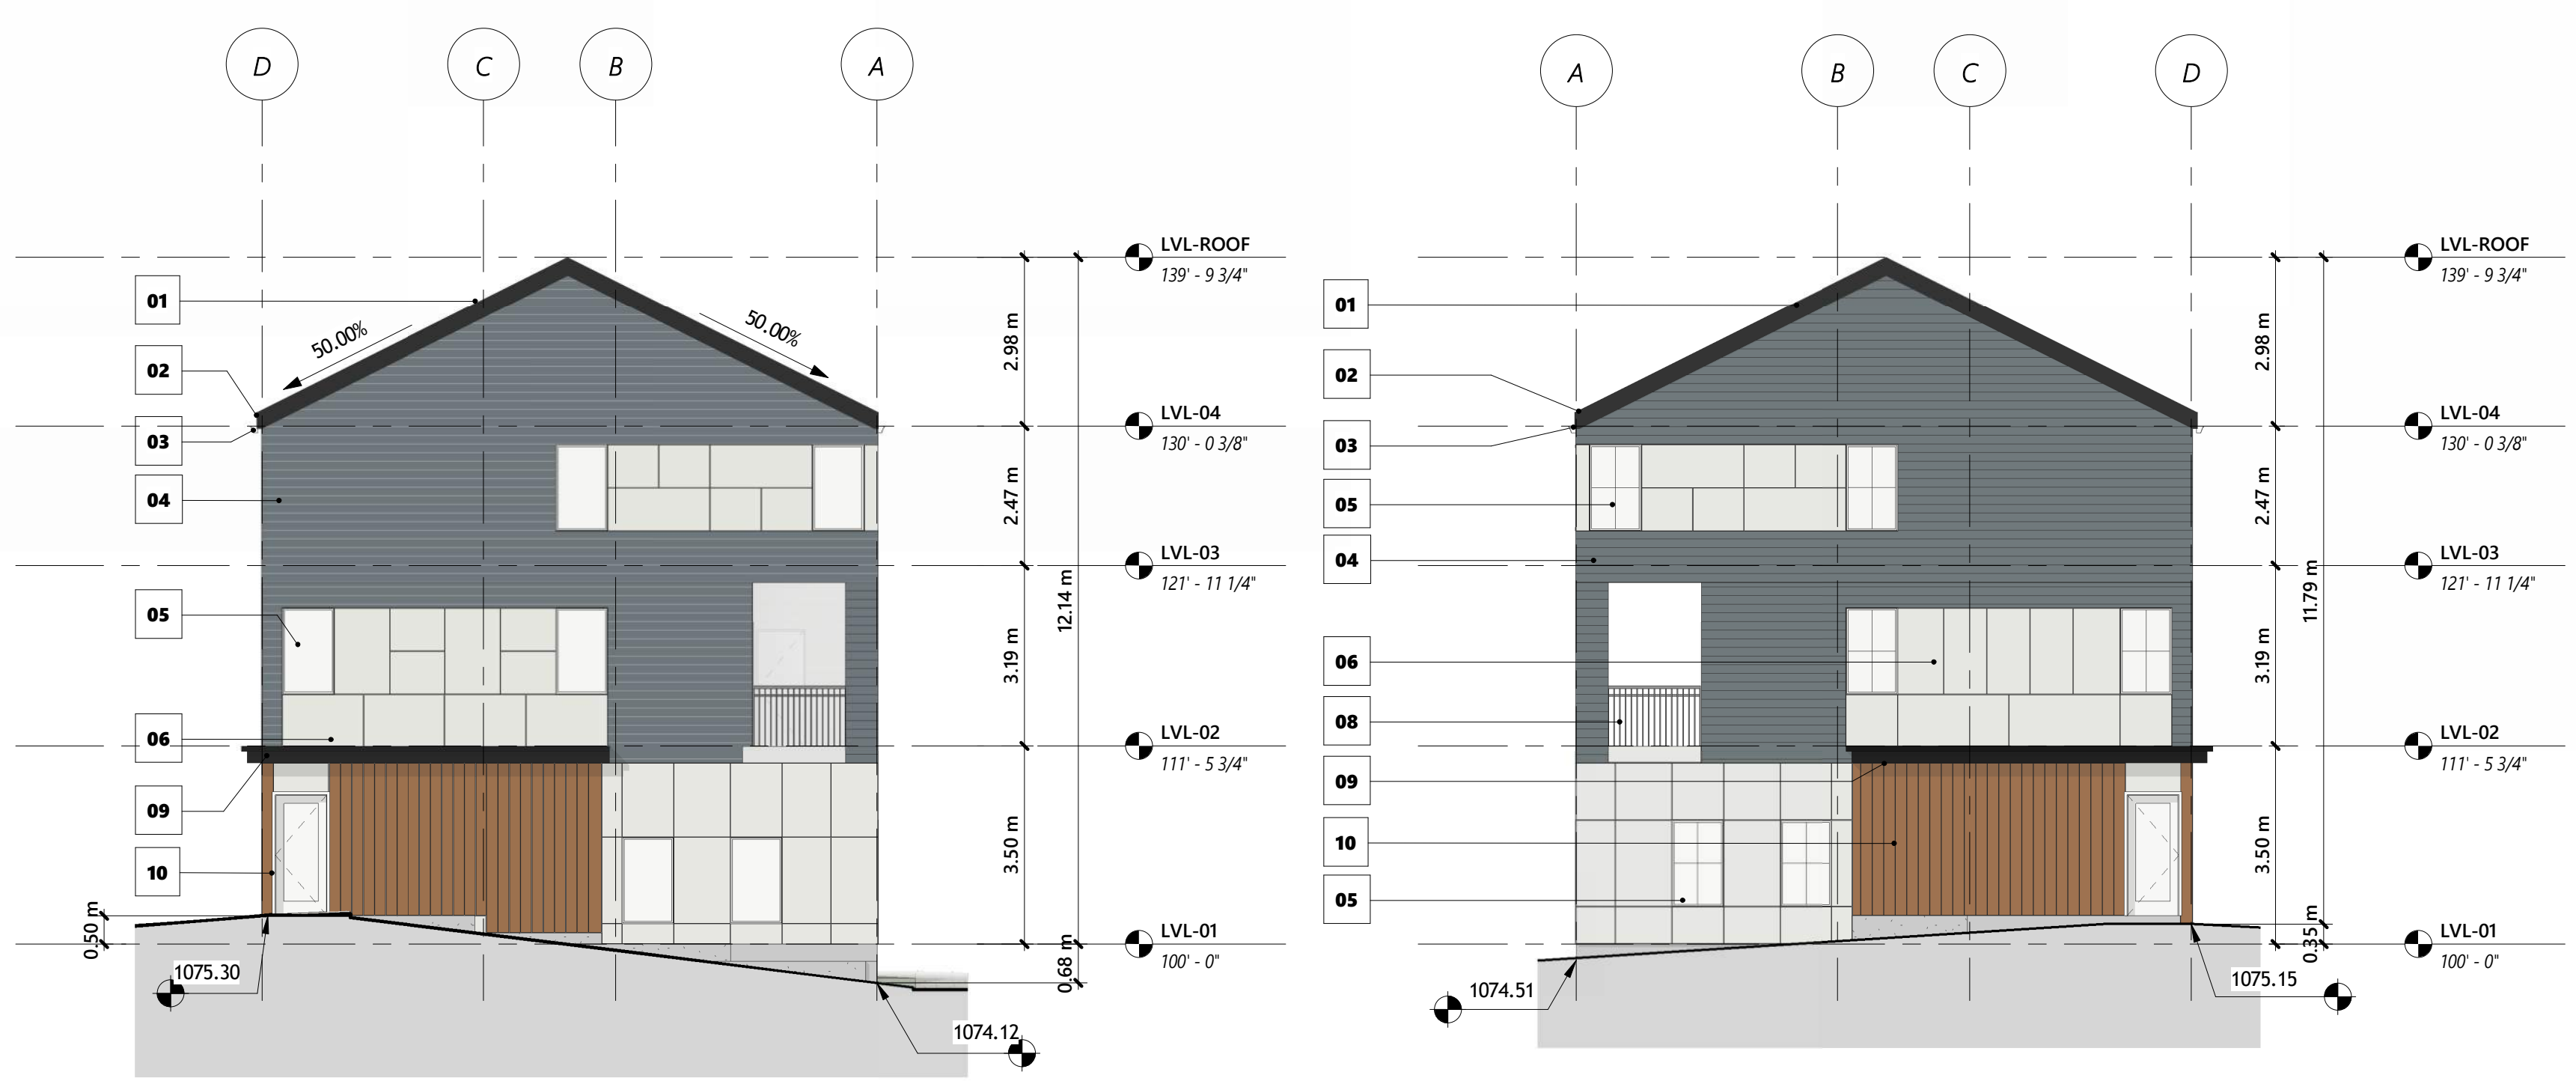 D
C
B
A
01
02
03
04
05
06
09
10
50.00%
50.00%
2.98 m
2.47 m
3.19 m
3.50 m
12.14 m
0.68 m
0.50 m
LVL-ROOF
139' - 9 3/4"
LVL-04
130' - 0 3/8"
LVL-03
121' - 11 1/4"
LVL-02
111' - 5 3/4"
LVL-01
100' - 0"
1075.30
1074.12
A
B
C
D
01
02
03
05
04
06
08
09
10
05
2.98 m
2.47 m
3.19 m
3.50 m
11.79 m
0.35 m
LVL-ROOF
139' - 9 3/4"
LVL-04
130' - 0 3/8"
LVL-03
121' - 11 1/4"
LVL-02
111' - 5 3/4"
LVL-01
100' - 0"
1074.51
1075.15